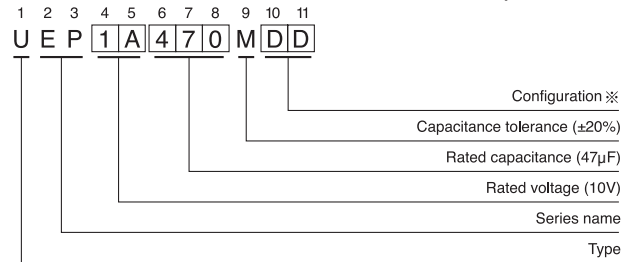 1 2 3 4 5 6 7 8 9 10 11
U E P 1 A 4 7 0 M D D
Configuration ※
Capacitance tolerance (±20%)
Rated capacitance (47µF)
Rated voltage (10V)
Series name
Type